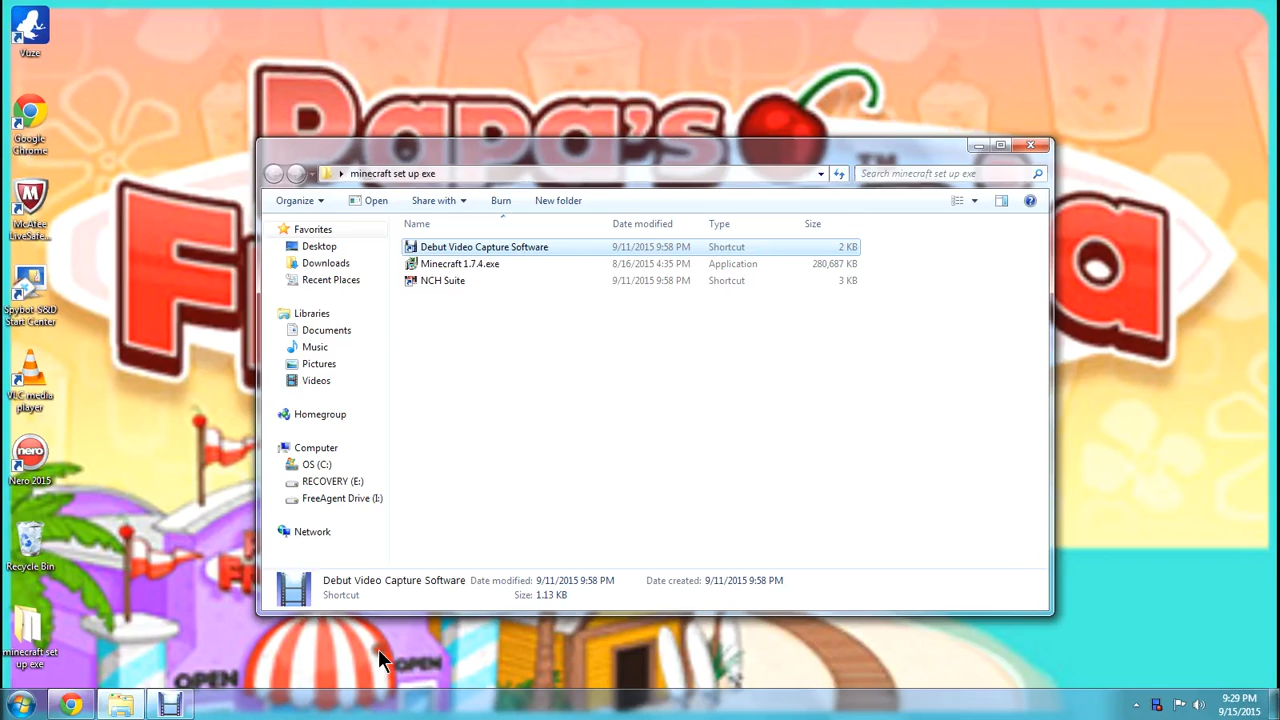 Vuze
Google
Chrome
McAfee
LiveSafe...
Spybot S&D
Start Center
VLC media
player
Nero 2015
nero
Recycle Bin
minecraft set
up exe
Papa's
TM
minecraft set up exe
Search minecraft set up exe
Organize
Open
Share with
Burn
New folder
Name
Date modified
Type
Size
Favorites
Desktop
Downloads
Recent Places
Libraries
Documents
Music
Pictures
Videos
Homegroup
Computer
OS (C:)
RECOVERY (E:)
FreeAgent Drive (I:)
Network
Debut Video Capture Software 9/11/2015 9:58 PM Shortcut 2 KB
Minecraft 1.7.4.exe 8/16/2015 4:35 PM Application 280,687 KB
NCH Suite 9/11/2015 9:58 PM Shortcut 3 KB
Debut Video Capture Software Date modified: 9/11/2015 9:58 PM Date created: 9/11/2015 9:58 PM
Shortcut Size: 1.13 KB
OPEN
OPEN
9:29 PM
9/15/2015